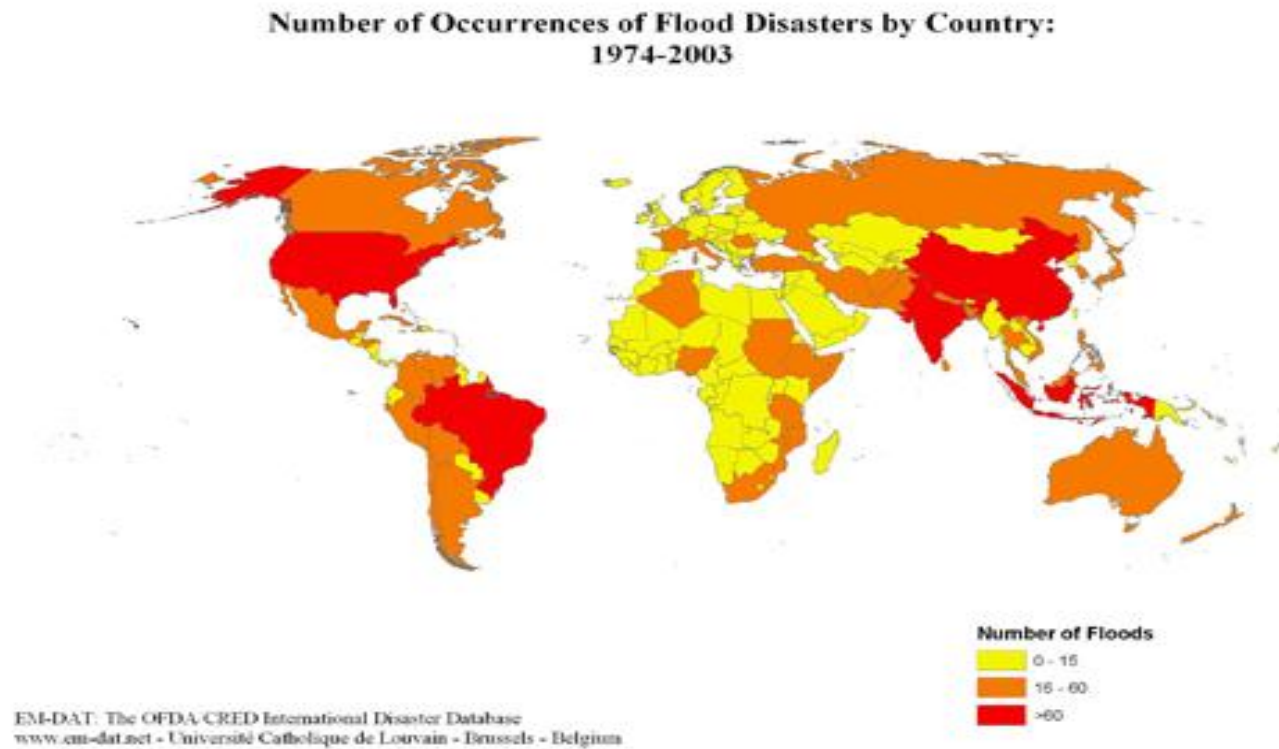 Number of Occurrences of Flood Disasters by Country:
1974-2003
Number of Floods
0 - 15
16 - 60
>60
EM-DAT: The OFDA/CRED International Disaster Database
www.em-dat.net - Université Catholique de Louvain - Brussels - Belgium